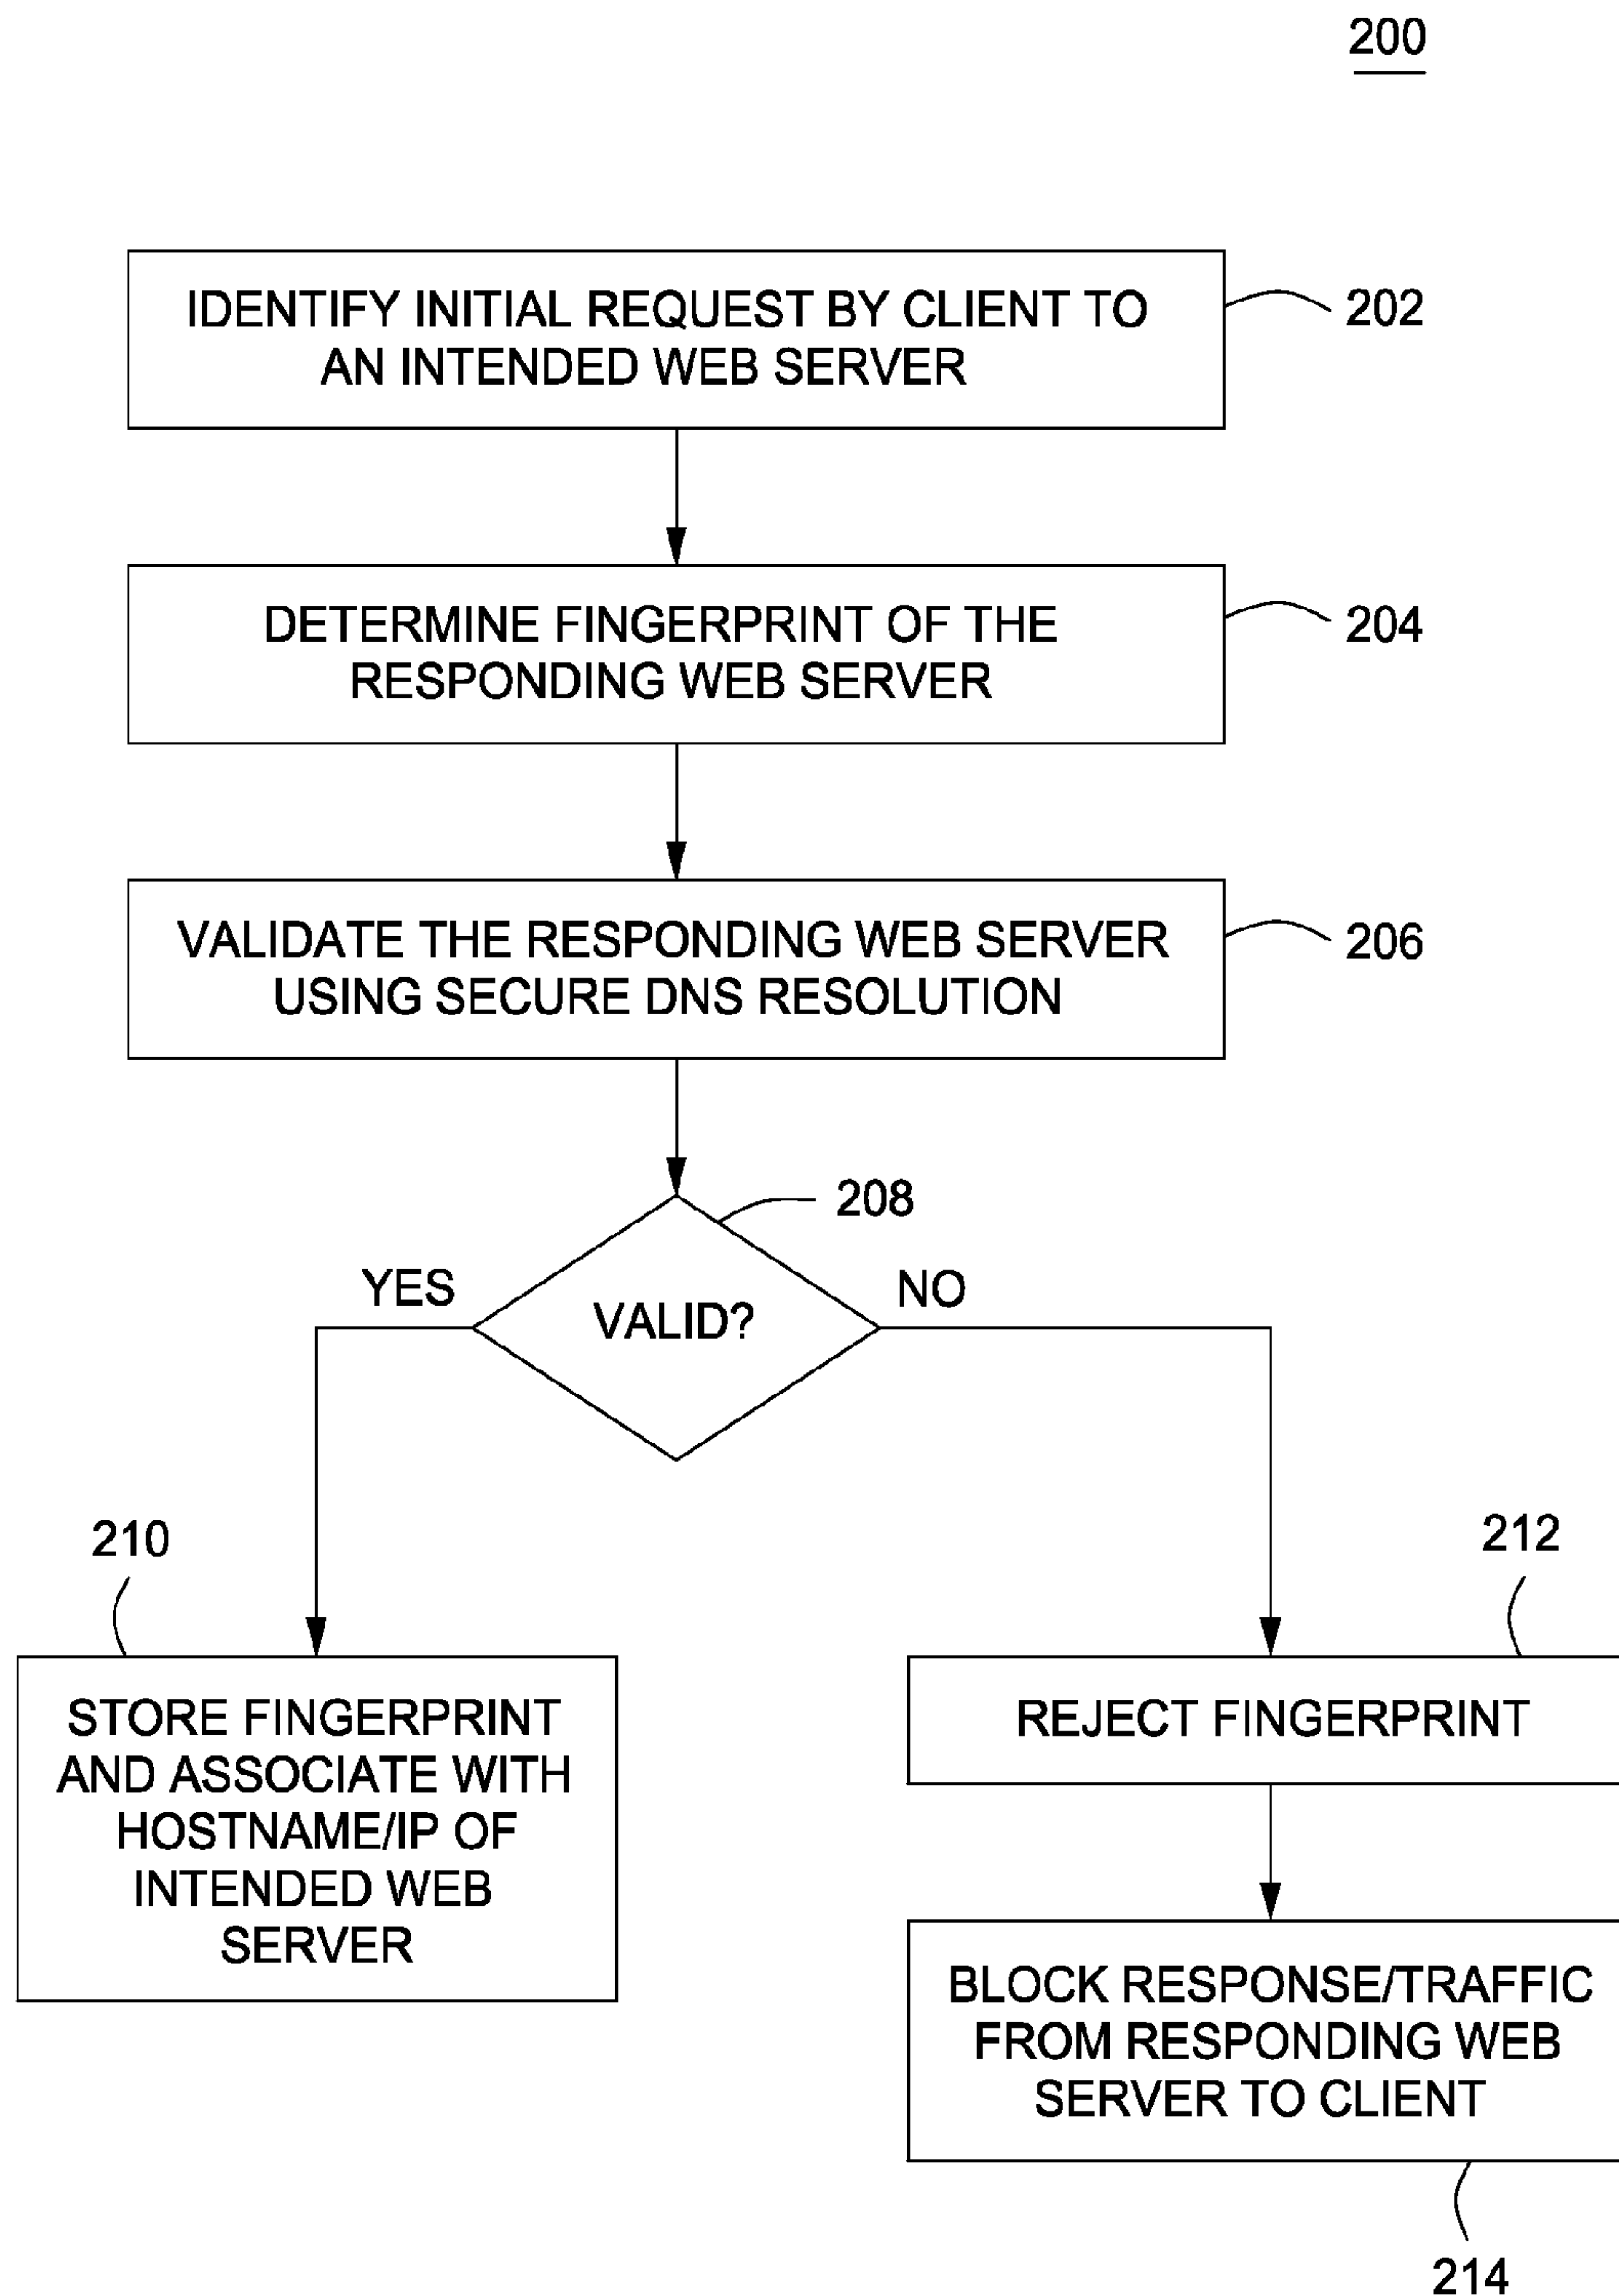 200
IDENTIFY INITIAL REQUEST BY CLIENT TO
AN INTENDED WEB SERVER
202
DETERMINE FINGERPRINT OF THE
RESPONDING WEB SERVER
204
VALIDATE THE RESPONDING WEB SERVER
USING SECURE DNS RESOLUTION
206
208
YES
VALID?
NO
210
STORE FINGERPRINT
AND ASSOCIATE WITH
HOSTNAME/IP OF
INTENDED WEB
SERVER
212
REJECT FINGERPRINT
BLOCK RESPONSE/TRAFFIC
FROM RESPONDING WEB
SERVER TO CLIENT
214